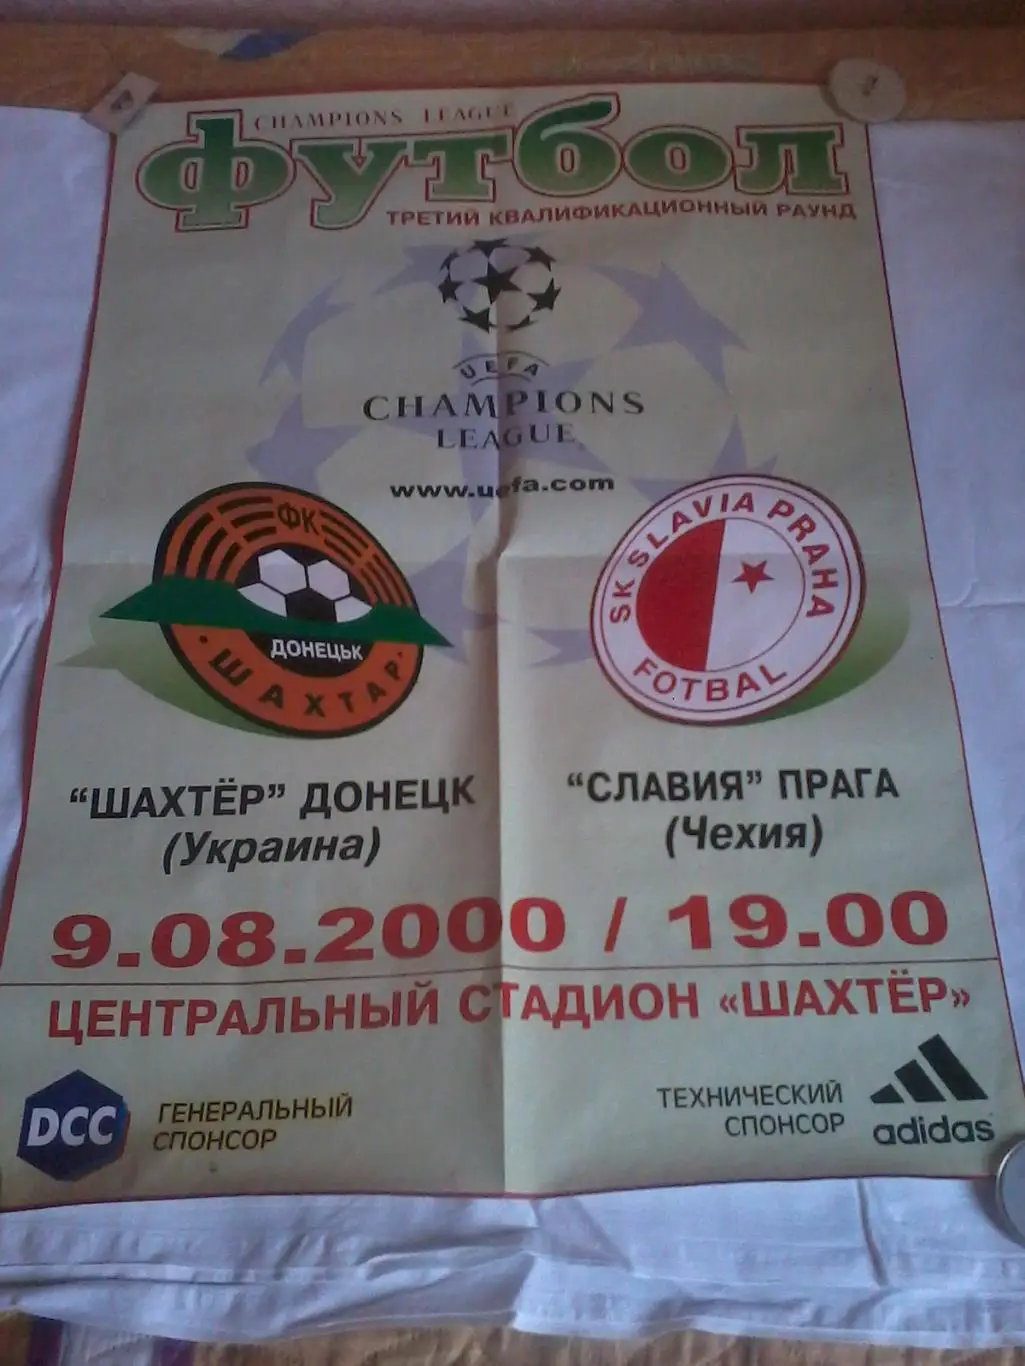 CHAMPIONS LEAGUE
Футбол
ТРЕТИЙ КВАЛИФИКАЦИОННЫЙ РАУНД
UEFA
CHAMPIONS
LEAGUE
www.uefa.com
ФК
ДОНЕЦЬК
ШАХТАР
SK SLAVIA PRAHA
FOTBAL
“ШАХТЁР” ДОНЕЦК
(Украина)
“СЛАВИЯ” ПРАГА
(Чехия)
9.08.2000 / 19.00
ЦЕНТРАЛЬНЫЙ СТАДИОН «ШАХТЁР»
DCC
ГЕНЕРАЛЬНЫЙ
СПОНСОР
ТЕХНИЧЕСКИЙ
СПОНСОР
adidas